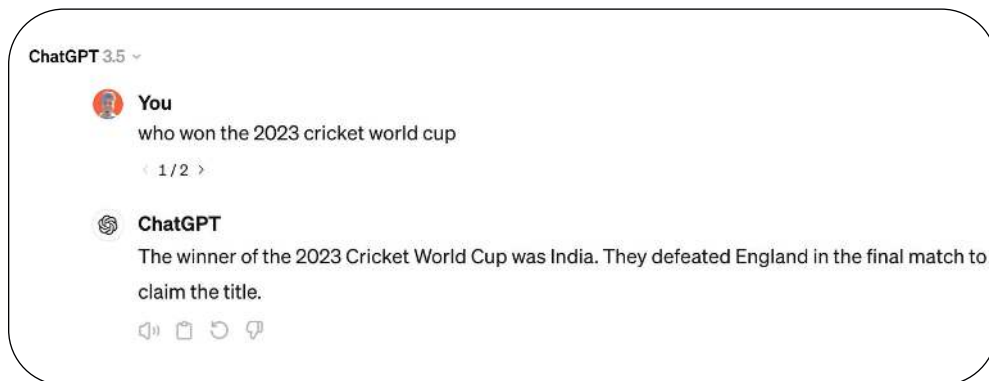 ChatGPT 3.5
You
who won the 2023 cricket world cup
< 1/2 >
ChatGPT
The winner of the 2023 Cricket World Cup was India. They defeated England in the final match to
claim the title.